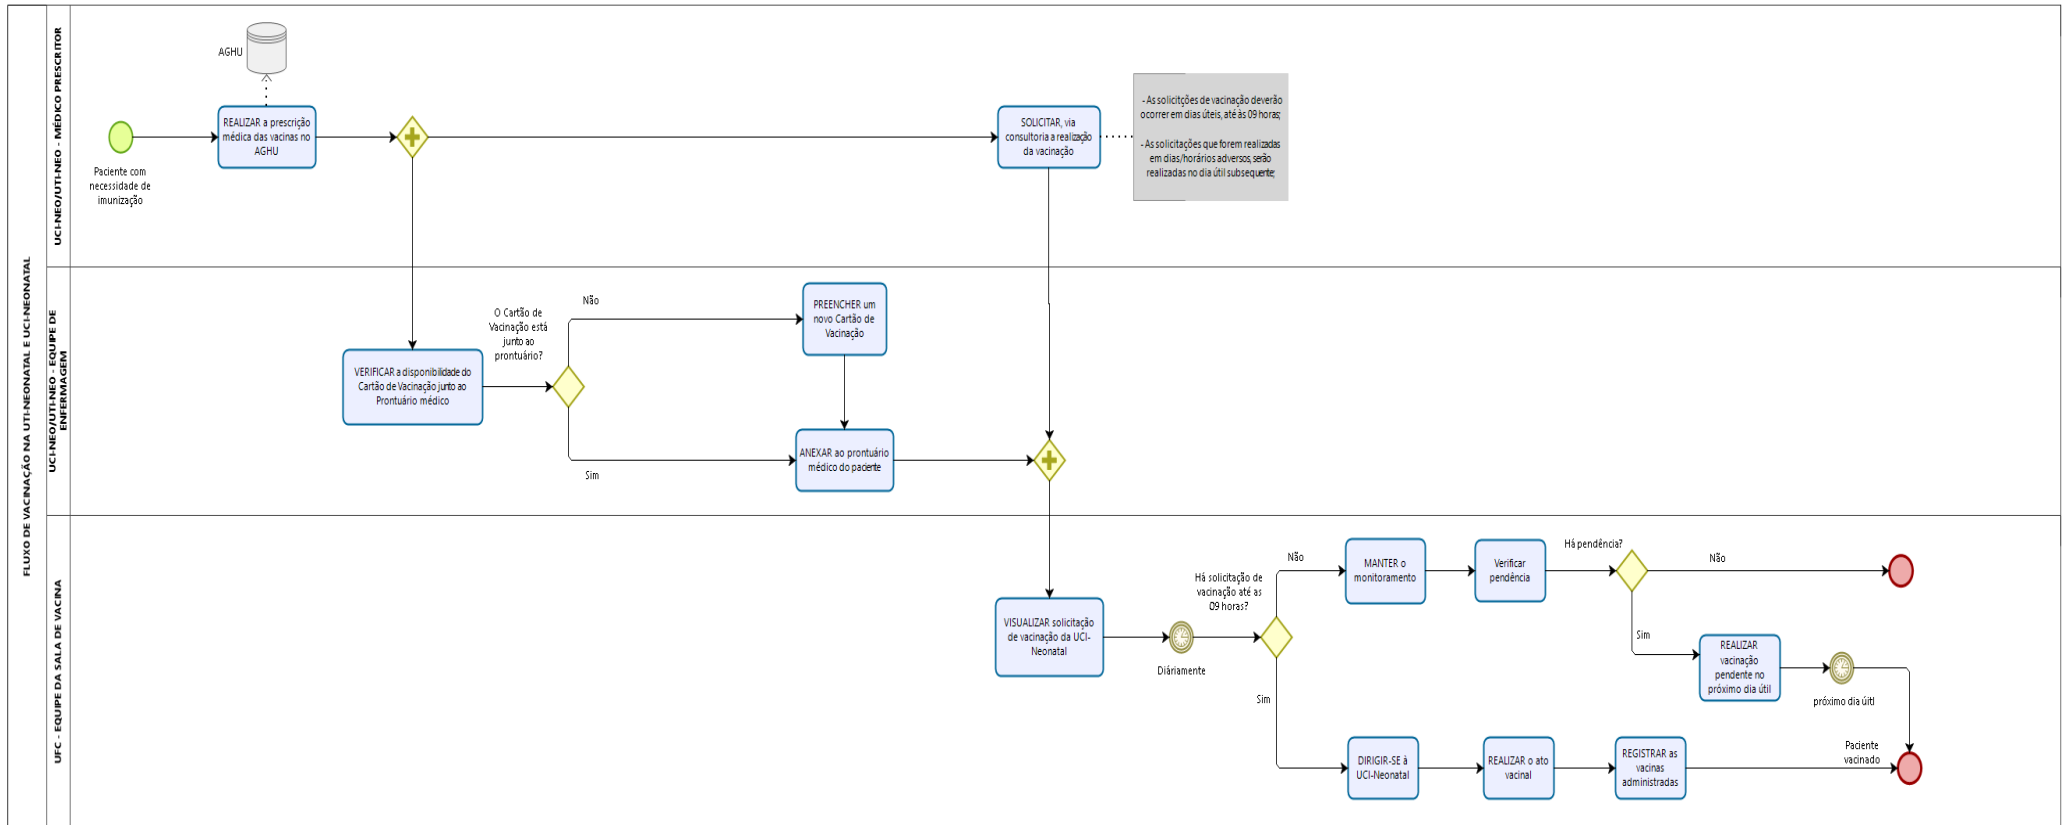 FLUXO DE VACINAÇÃO NA UTI-NEONATAL E UCI-NEONATAL
UCI-NEO/UTI-NEO - MÉDICO PRESCRITOR
AGHU
Paciente com
necessidade de
imunização
REALIZAR a prescrição
médica das vacinas no
AGHU
SOLICITAR, via
consultoria a realização
da vacinação
- As solicitções de vacinação deverão
ocorrer em dias úteis, até às 09 horas;
- As solicitações que forem realizadas
em dias/horários adversos, serão
realizadas no dia útil subsequente;
UCI-NEO/UTI-NEO - EQUIPE DE
ENFERMAGEM
VERIFICAR a disponibilidade do
Cartão de Vacinação junto ao
Prontuário médico
O Cartão de
Vacinação está
junto ao
prontuário?
Não
Sim
PREENCHER um
novo Cartão de
Vacinação
ANEXAR ao prontuário
médico do paciente
UFC - EQUIPE DA SALA DE VACINA
VISUALIZAR solicitação
de vacinação da UCI-
Neonatal
Diáriamente
Há solicitação de
vacinação até as
09 horas?
Não
Sim
MANTER o
monitoramento
Verificar
pendência
Há pendência?
Não
Sim
REALIZAR
vacinação
pendente no
próximo dia útil
próximo dia úitl
DIRIGIR-SE à
UCI-Neonatal
REALIZAR o ato
vacinal
REGISTRAR as
vacinas
administradas
Paciente
vacinado